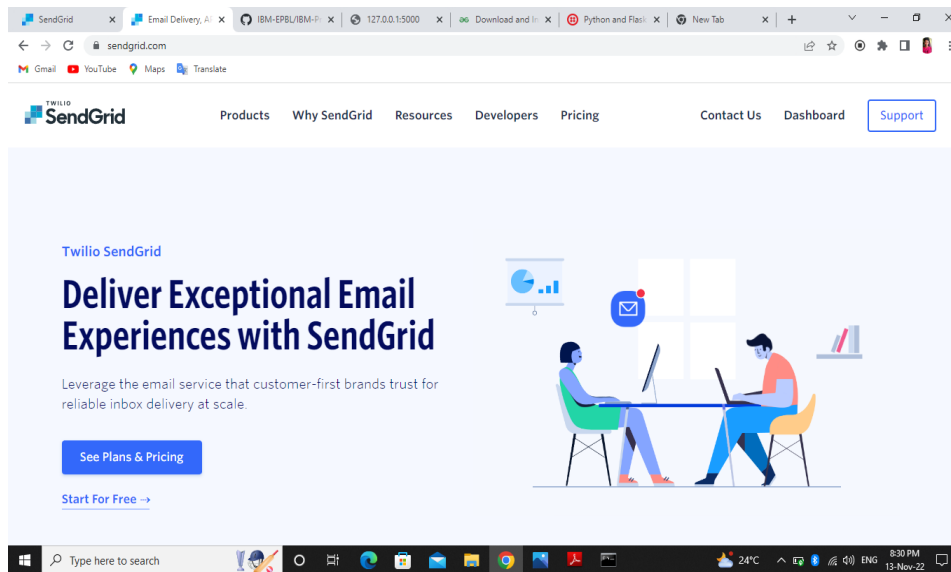 SendGrid
Email Delivery, A
IBM-EPBL/IBM-P
127.0.0.1:5000
Download and In
Python and Flask
New Tab
sendgrid.com
Gmail
YouTube
Maps
Translate
TWILIO
SendGrid
Products
Why SendGrid
Resources
Developers
Pricing
Contact Us
Dashboard
Support
Twilio SendGrid
Deliver Exceptional Email
Experiences with SendGrid
Leverage the email service that customer-first brands trust for
reliable inbox delivery at scale.
See Plans & Pricing
Start For Free →
Type here to search
24°C
ENG
8:30 PM
13-Nov-22